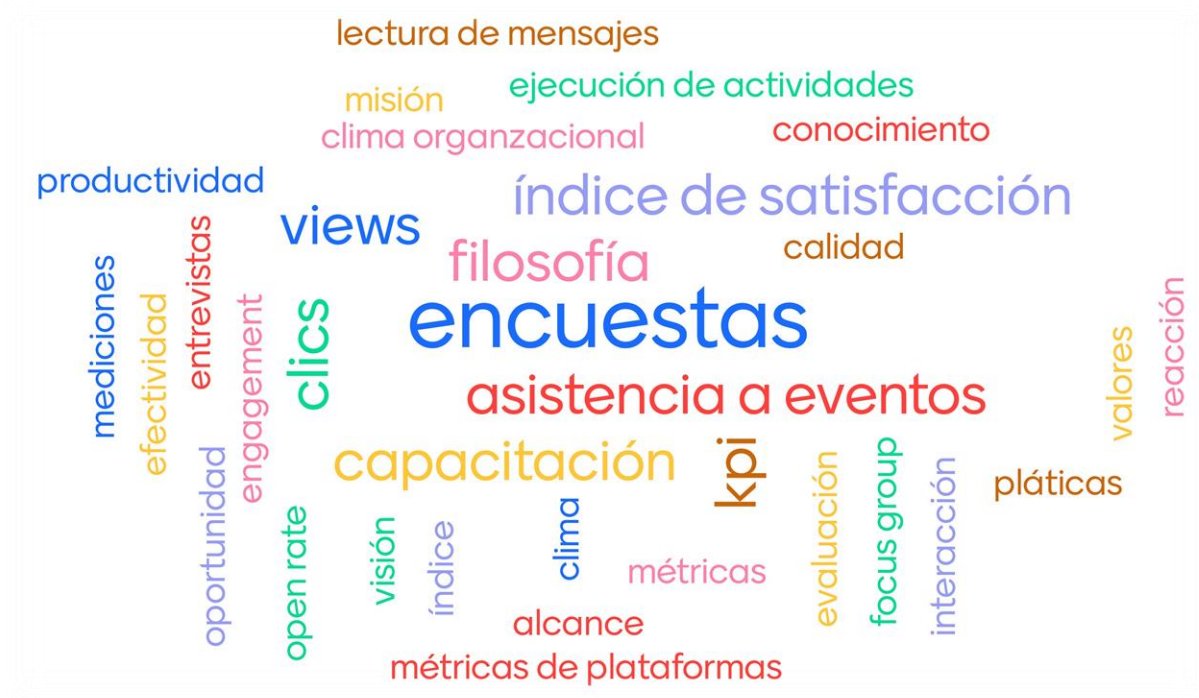 lectura de mensajes
ejecución de actividades
misión
clima organzacional
conocimiento
productividad
índice de satisfacción
views
filosofía
calidad
encuestas
mediciones
efectividad
entrevistas
engagement
clics
asistencia a eventos
valores
reacción
capacitación
kpi
pláticas
oportunidad
open rate
visión
índice
clima
métricas
evaluación
focus group
interacción
alcance
métricas de plataformas